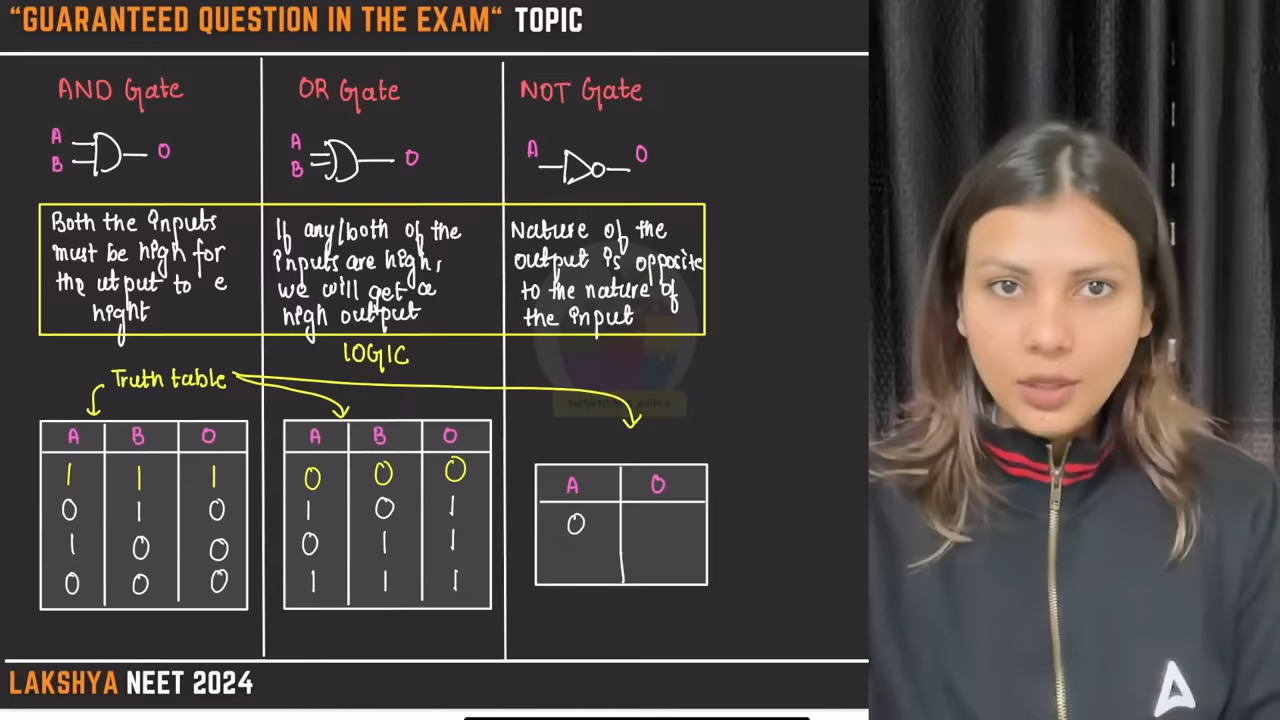 “GUARANTEED QUESTION IN THE EXAM“ TOPIC
AND Gate
A
B
O
Both the inputs
must be high for
the utput to e
hight
OR Gate
A
B
O
If any/both of the
inputs are high,
we will get a
high output
NOT Gate
A
O
Nature of the
output is opposite
to the nature of
the input
LOGIC
Truth table
A B O
1 1 1
0 1 0
1 0 0
0 0 0
A B O
0 0 0
1 0 1
0 1 1
1 1 1
A O
0
NEWTON'S APPLE
LAKSHYA NEET 2024